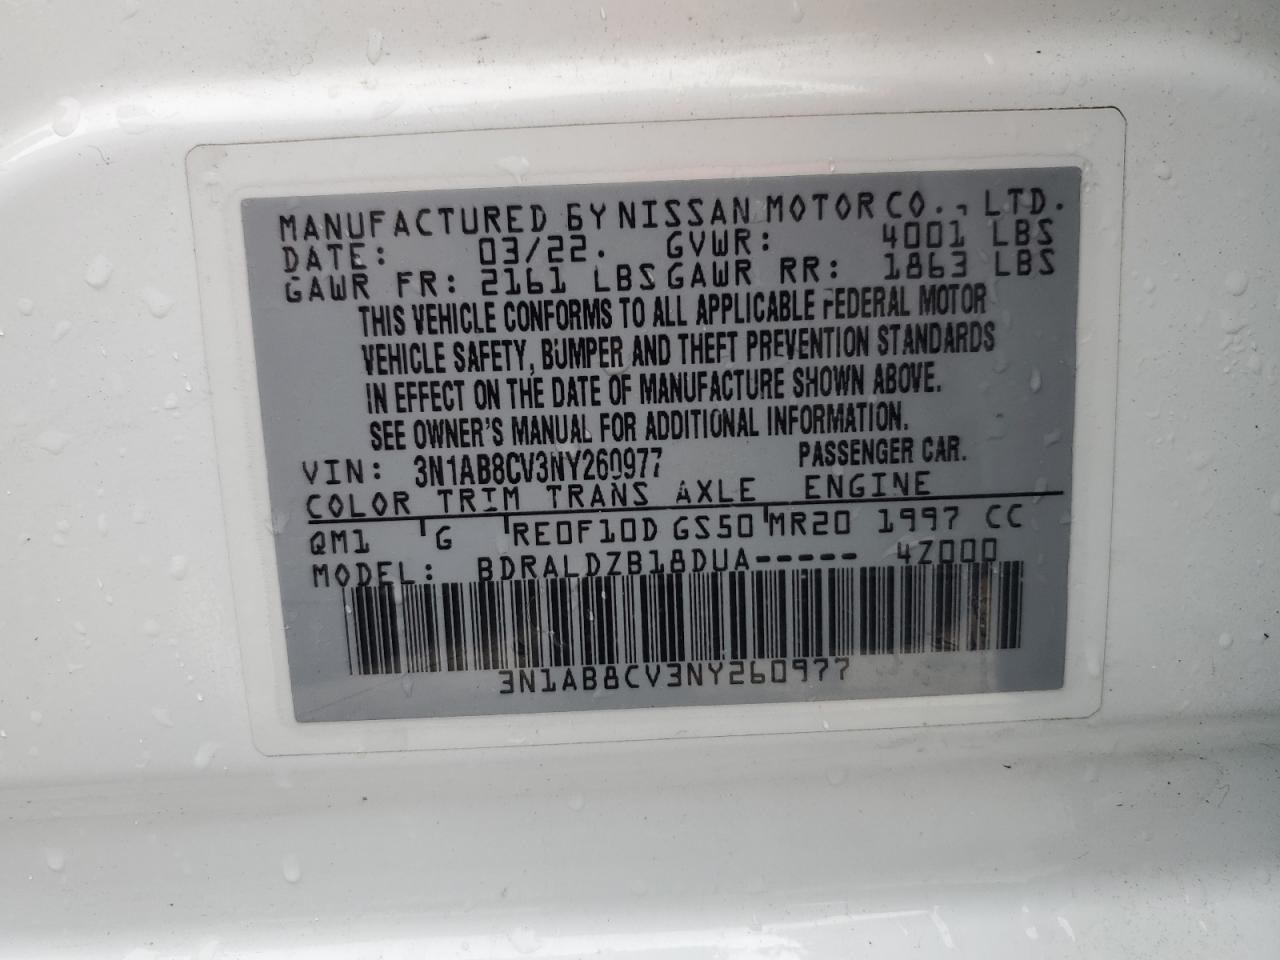 MANUFACTURED BY NISSAN MOTOR CO., LTD.
DATE: 03/22. GVWR: 4001 LBS
GAWR FR: 2161 LBS GAWR RR: 1863 LBS
THIS VEHICLE CONFORMS TO ALL APPLICABLE FEDERAL MOTOR
VEHICLE SAFETY, BUMPER AND THEFT PREVENTION STANDARDS
IN EFFECT ON THE DATE OF MANUFACTURE SHOWN ABOVE.
SEE OWNER'S MANUAL FOR ADDITIONAL INFORMATION.
VIN: 3N1AB8CV3NY260977 PASSENGER CAR.
COLOR TRIM TRANS AXLE ENGINE
QM1 G RE0F10D GS50 MR20 1997 CC
MODEL: BDRALDZB18DUA----- 4Z000
3N1AB8CV3NY260977